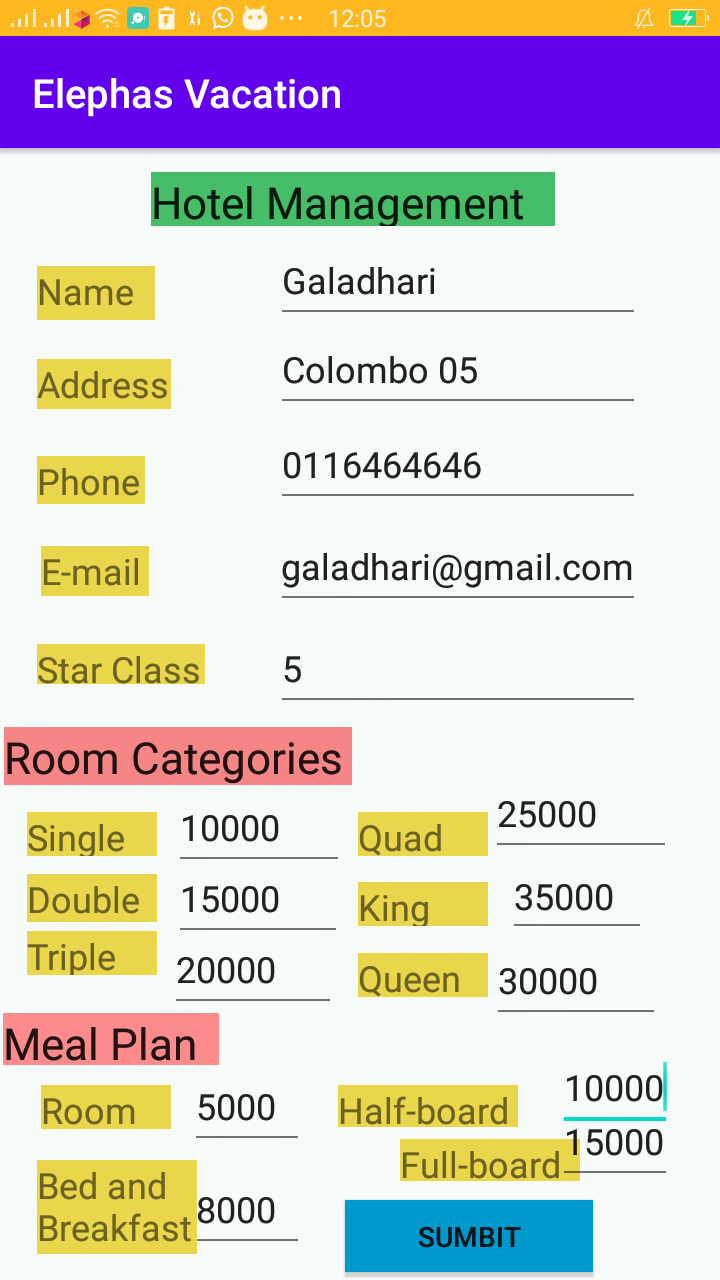 12:05
Elephas Vacation
Hotel Management
Name Galadhari
Address Colombo 05
Phone 0116464646
E-mail galadhari@gmail.com
Star Class 5
Room Categories
Single 10000 Quad 25000
Double 15000 King 35000
Triple 20000 Queen 30000
Meal Plan
Room 5000 Half-board 10000
Full-board 15000
Bed and
Breakfast 8000
SUMBIT